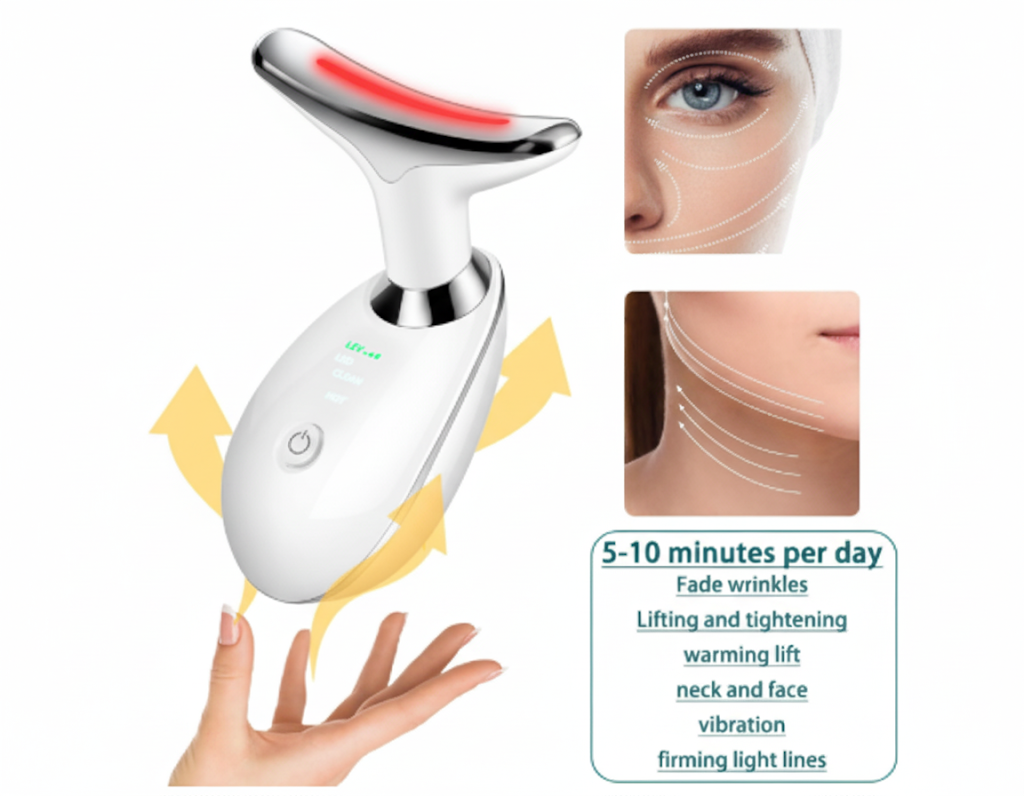 5-10 minutes per day
Fade wrinkles
Lifting and tightening
warming lift
neck and face
vibration
firming light lines